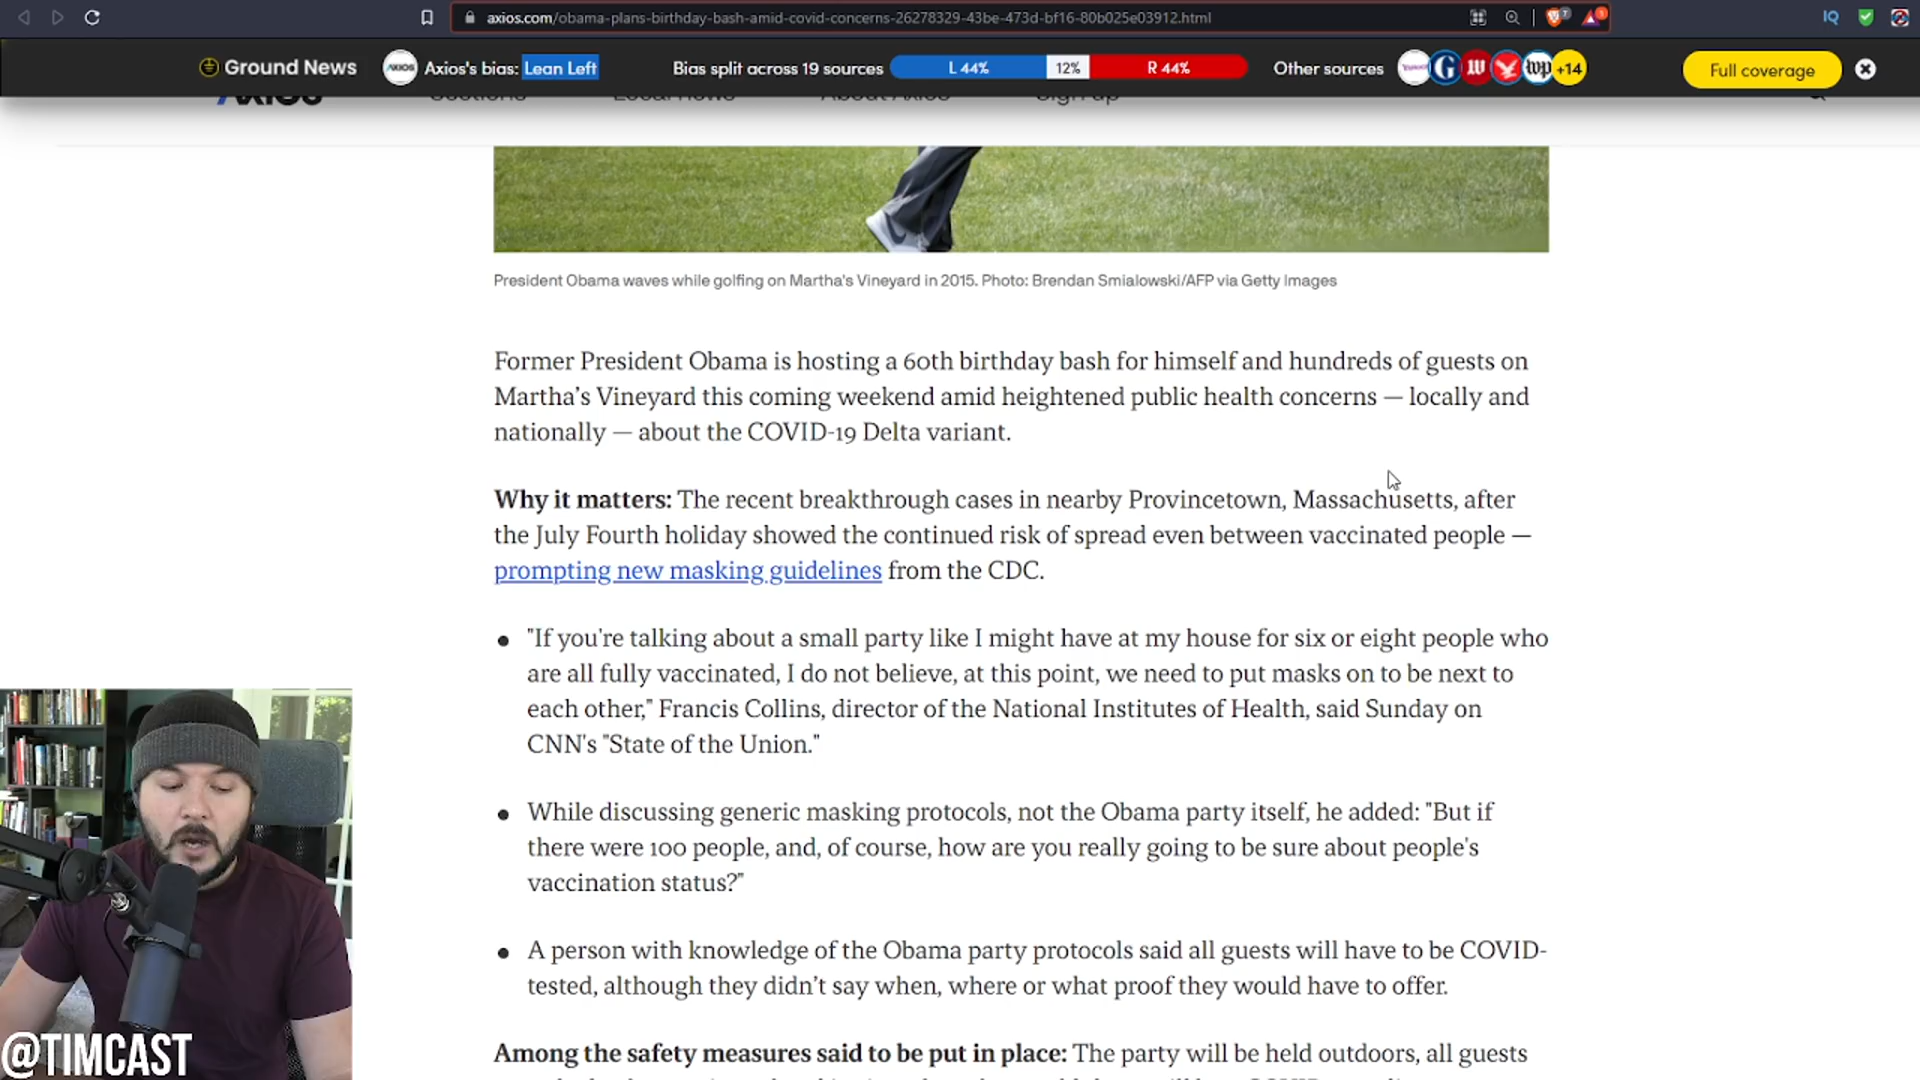 axios.com/obama-plans-birthday-bash-amid-covid-concerns-26278329-43be-473d-bf16-80b025e03912.html
IQ
Ground News
AXIOS
Axios's bias: Lean Left
Bias split across 19 sources
L 44%
12%
R 44%
Other sources
+14
Full coverage
Axios
Sections
Local news
About Axios
Sign up
President Obama waves while golfing on Martha's Vineyard in 2015. Photo: Brendan Smialowski/AFP via Getty Images
Former President Obama is hosting a 60th birthday bash for himself and hundreds of guests on
Martha's Vineyard this coming weekend amid heightened public health concerns — locally and
nationally — about the COVID-19 Delta variant.
Why it matters: The recent breakthrough cases in nearby Provincetown, Massachusetts, after
the July Fourth holiday showed the continued risk of spread even between vaccinated people —
prompting new masking guidelines from the CDC.
"If you're talking about a small party like I might have at my house for six or eight people who
are all fully vaccinated, I do not believe, at this point, we need to put masks on to be next to
each other," Francis Collins, director of the National Institutes of Health, said Sunday on
CNN's "State of the Union."
While discussing generic masking protocols, not the Obama party itself, he added: "But if
there were 100 people, and, of course, how are you really going to be sure about people's
vaccination status?"
A person with knowledge of the Obama party protocols said all guests will have to be COVID-
tested, although they didn't say when, where or what proof they would have to offer.
Among the safety measures said to be put in place: The party will be held outdoors, all guests
@TIMCAST